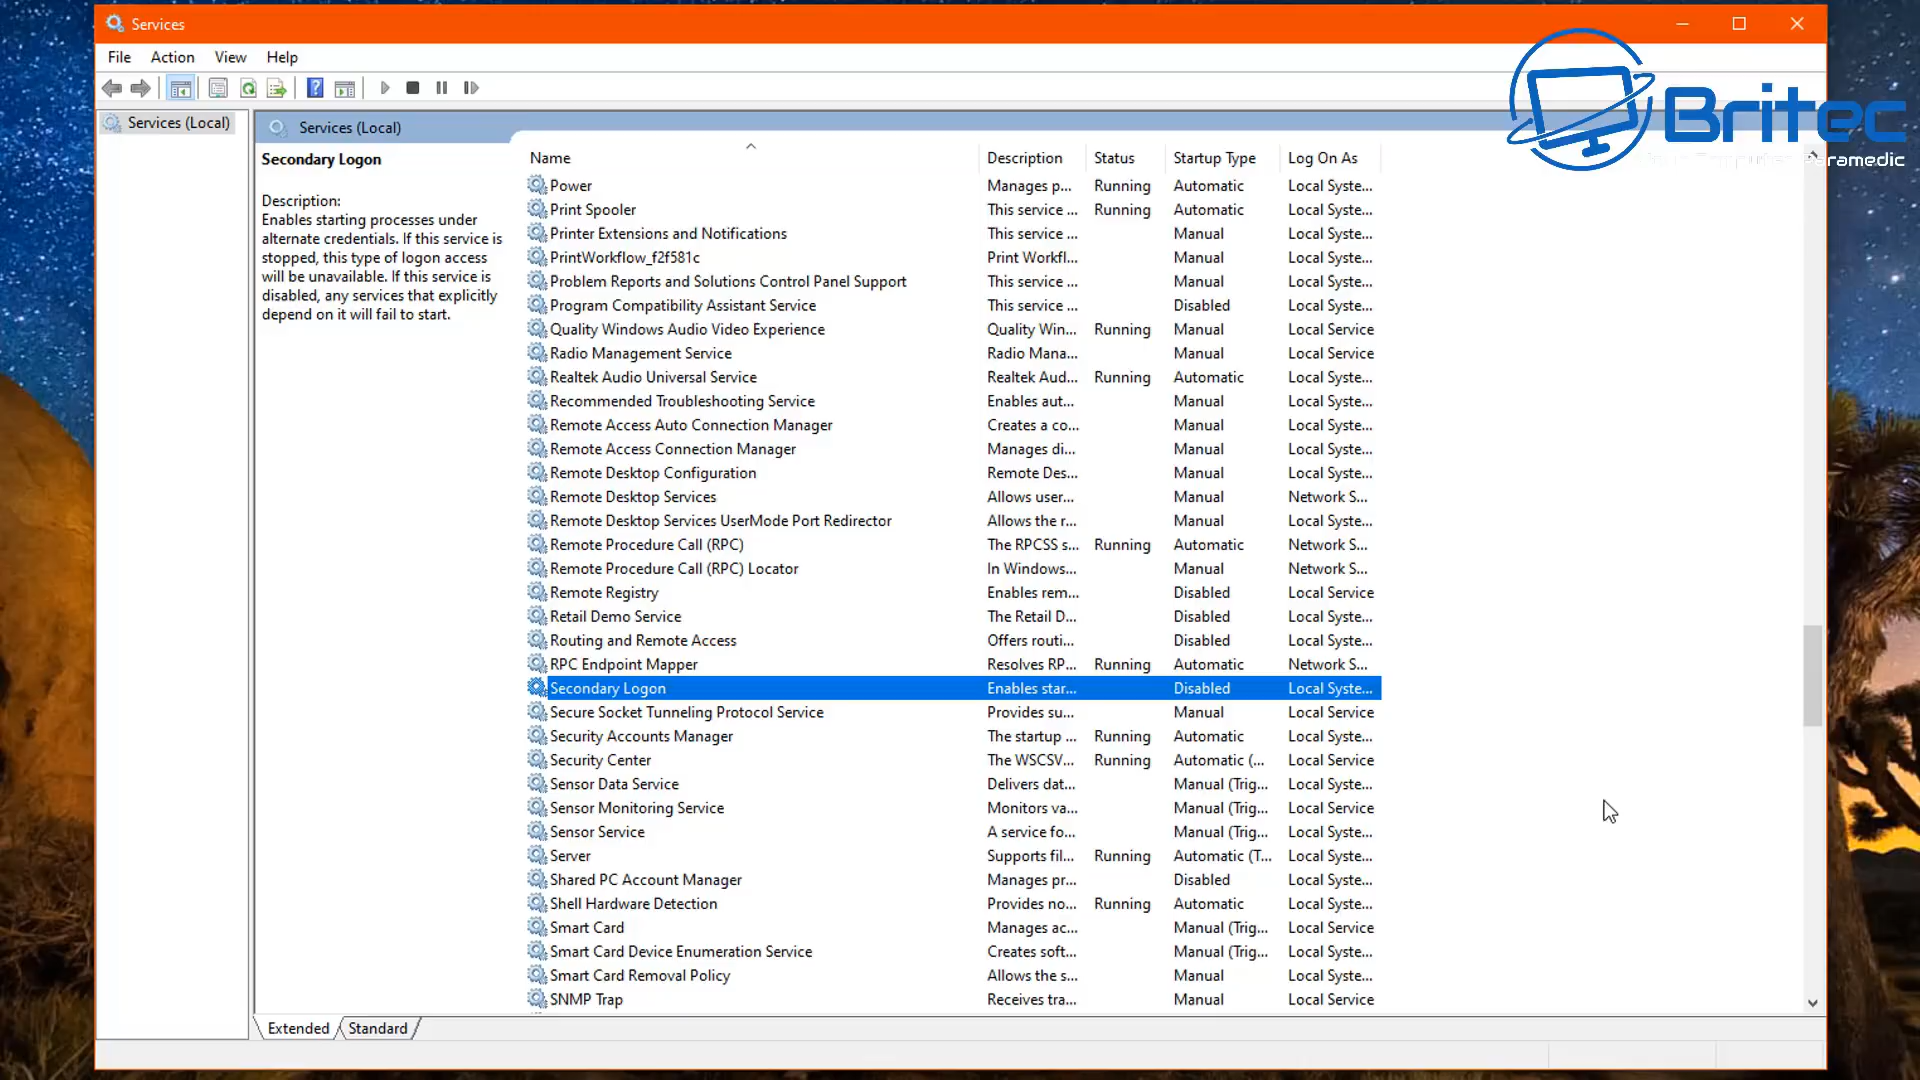 Services
File Action View Help
Services (Local)
Services (Local)
Secondary Logon
Description:
Enables starting processes under
alternate credentials. If this service is
stopped, this type of logon access
will be unavailable. If this service is
disabled, any services that explicitly
depend on it will fail to start.
Name Description Status Startup Type Log On As
Power Manages p... Running Automatic Local Syste...
Print Spooler This service ... Running Automatic Local Syste...
Printer Extensions and Notifications This service ... Manual Local Syste...
PrintWorkflow_f2f581c Print Workfl... Manual Local Syste...
Problem Reports and Solutions Control Panel Support This service ... Manual Local Syste...
Program Compatibility Assistant Service This service ... Disabled Local Syste...
Quality Windows Audio Video Experience Quality Win... Running Manual Local Service
Radio Management Service Radio Mana... Manual Local Service
Realtek Audio Universal Service Realtek Aud... Running Automatic Local Syste...
Recommended Troubleshooting Service Enables aut... Manual Local Syste...
Remote Access Auto Connection Manager Creates a co... Manual Local Syste...
Remote Access Connection Manager Manages di... Manual Local Syste...
Remote Desktop Configuration Remote Des... Manual Local Syste...
Remote Desktop Services Allows user... Manual Network S...
Remote Desktop Services UserMode Port Redirector Allows the r... Manual Local Syste...
Remote Procedure Call (RPC) The RPCSS s... Running Automatic Network S...
Remote Procedure Call (RPC) Locator In Windows... Manual Network S...
Remote Registry Enables rem... Disabled Local Service
Retail Demo Service The Retail D... Disabled Local Syste...
Routing and Remote Access Offers routi... Disabled Local Syste...
RPC Endpoint Mapper Resolves RP... Running Automatic Network S...
Secondary Logon Enables star... Disabled Local Syste...
Secure Socket Tunneling Protocol Service Provides su... Manual Local Service
Security Accounts Manager The startup ... Running Automatic Local Syste...
Security Center The WSCSV... Running Automatic (... Local Service
Sensor Data Service Delivers dat... Manual (Trig... Local Syste...
Sensor Monitoring Service Monitors va... Manual (Trig... Local Service
Sensor Service A service fo... Manual (Trig... Local Syste...
Server Supports fil... Running Automatic (T... Local Syste...
Shared PC Account Manager Manages pr... Disabled Local Syste...
Shell Hardware Detection Provides no... Running Automatic Local Syste...
Smart Card Manages ac... Manual (Trig... Local Service
Smart Card Device Enumeration Service Creates soft... Manual (Trig... Local Syste...
Smart Card Removal Policy Allows the s... Manual Local Syste...
SNMP Trap Receives tra... Manual Local Service
Extended Standard
Britec